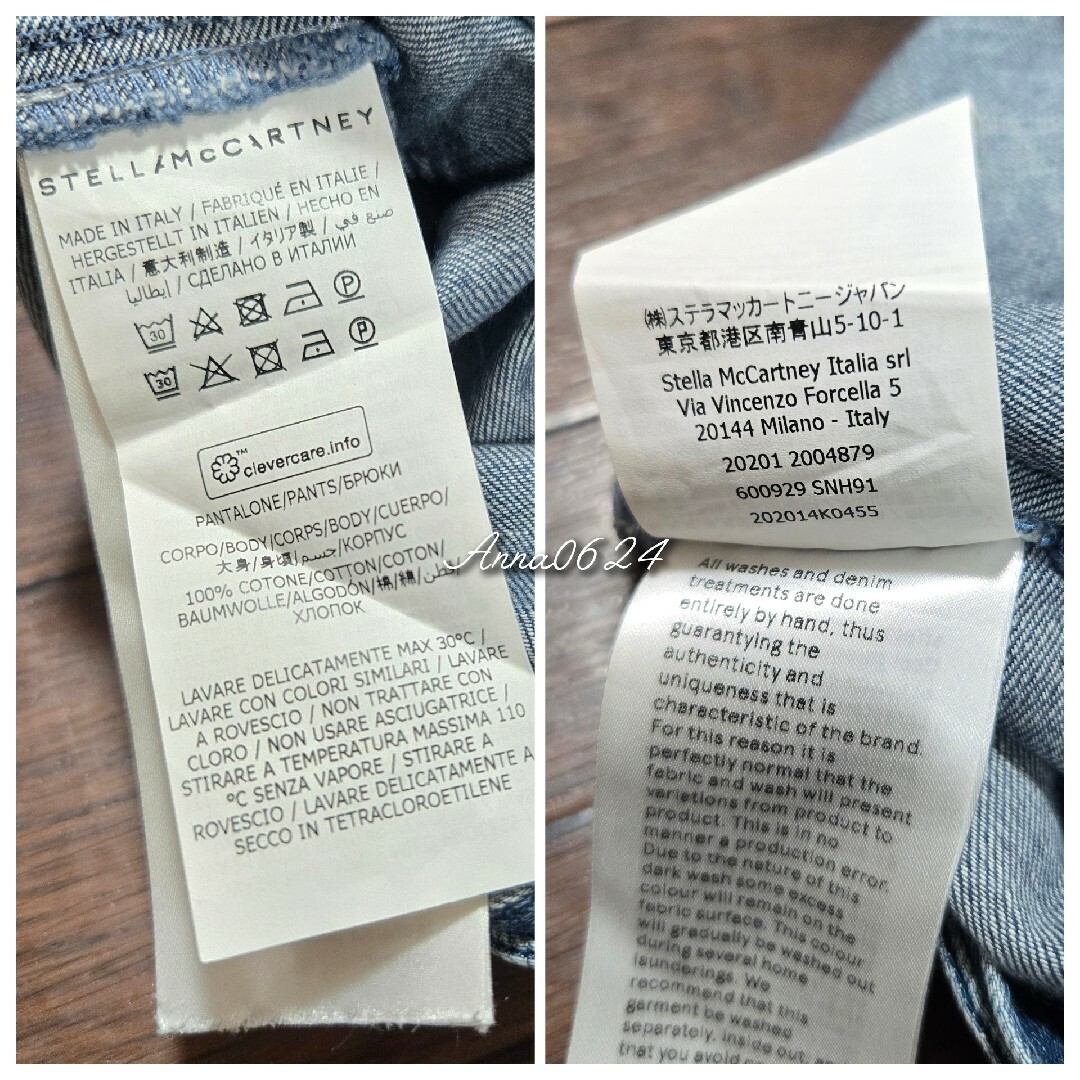 STELLA McCARTNEY
MADE IN ITALY / FABRIQUÉ EN ITALIE /
HERGESTELLT IN ITALIEN / HECHO EN
ITALIA / 意大利制造 / イタリア製 / صنع في
إيطاليا / СДЕЛАНО В ИТАЛИИ
30 P
30 P
clevercare.info
TM
PANTALONE/PANTS/БРЮКИ
CORPO/BODY/CORPS/BODY/CUERPO/
大身/身頃/جسم/КОРПУС
100% COTONE/COTTON/COTON/
BAUMWOLLE/ALGODÓN/棉/綿/قطن/
ХЛОПОК
LAVARE DELICATAMENTE MAX 30°C /
LAVARE CON COLORI SIMILARI / LAVARE
A ROVESCIO / NON TRATTARE CON
CLORO / NON USARE ASCIUGATRICE /
STIRARE A TEMPERATURA MASSIMA 110
°C SENZA VAPORE / STIRARE A
ROVESCIO / LAVARE DELICATAMENTE A
SECCO IN TETRACLOROETILENE
㈱ステラマッカートニージャパン
東京都港区南青山5-10-1
Stella McCartney Italia srl
Via Vincenzo Forcella 5
20144 Milano - Italy
20201 2004879
600929 SNH91
202014K0455
Anna0624
All washes and denim
treatments are done
entirely by hand, thus
guarantying the
authenticity and
uniqueness that is
characteristic of the brand.
For this reason it is
perfectly normal that the
fabric and wash will present
variations from product to
product. This is in no
manner a production error.
Due to the nature of this
dark wash some excess
colour will remain on the
fabric surface. This colour
will gradually be washed out
during several home
launderings. We
recommend that this
garment be washed
separately, inside out,
that you avoid